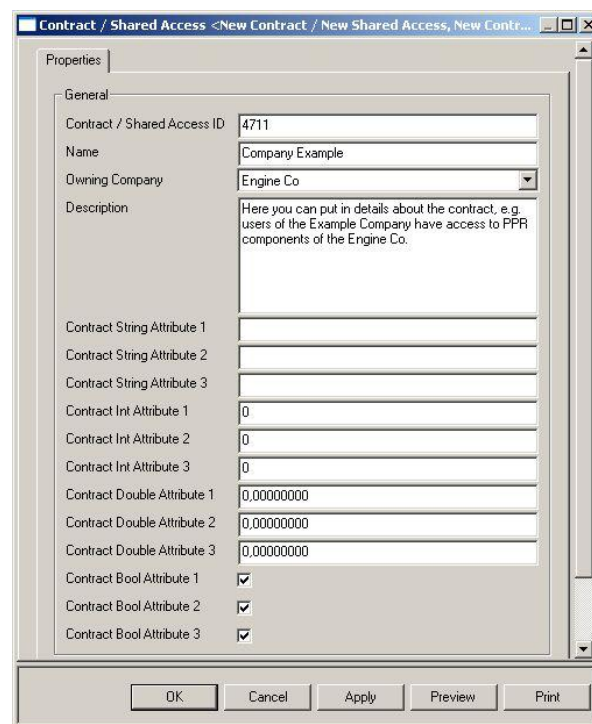 Contract / Shared Access <New Contract / New Shared Access, New Contr...
Properties
General
Contract / Shared Access ID 4711
Name Company Example
Owning Company Engine Co
Description Here you can put in details about the contract, e.g.
users of the Example Company have access to PPR
components of the Engine Co.
Contract String Attribute 1
Contract String Attribute 2
Contract String Attribute 3
Contract Int Attribute 1 0
Contract Int Attribute 2 0
Contract Int Attribute 3 0
Contract Double Attribute 1 0,00000000
Contract Double Attribute 2 0,00000000
Contract Double Attribute 3 0,00000000
Contract Bool Attribute 1
Contract Bool Attribute 2
Contract Bool Attribute 3
OK Cancel Apply Preview Print